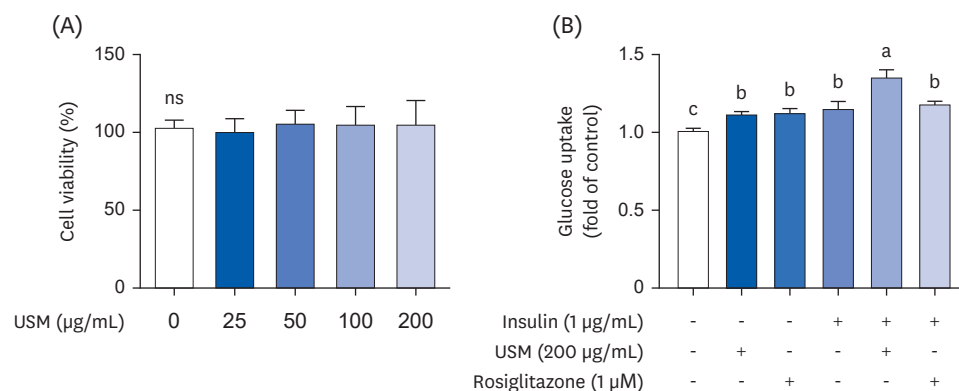 (A)
150
100
50
0
Cell viability (%)
ns
USM (µg/mL) 0 25 50 100 200
(B)
1.5
1.0
0.5
0
Glucose uptake
(fold of control)
c b b b a b
Insulin (1 µg/mL) - - - + + +
USM (200 µg/mL) - + - - + -
Rosiglitazone (1 µM) - - + - - +